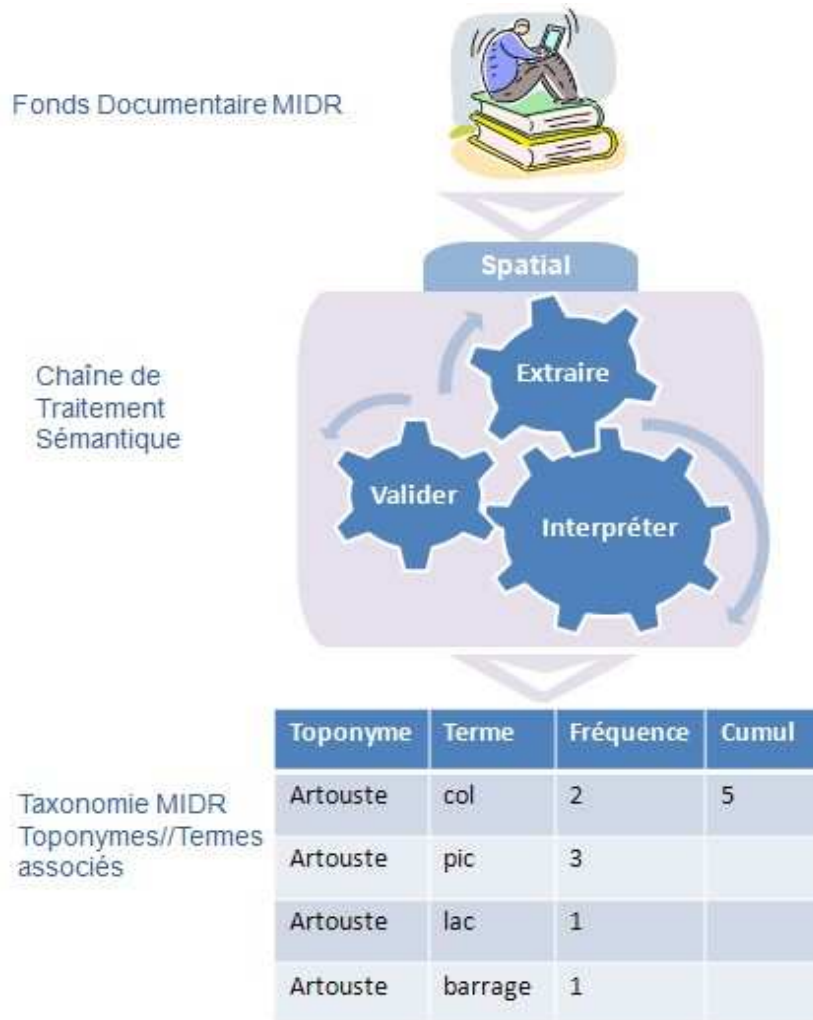 Fonds Documentaire MIDR
Spatial
Extraire
Chaîne de
Traitement
Sémantique
Valider
Interpréter
Toponyme Terme Fréquence Cumul
Artouste col 2 5
Taxonomie MIDR
Toponymes//Termes
associés
Artouste pic 3
Artouste lac 1
Artouste barrage 1